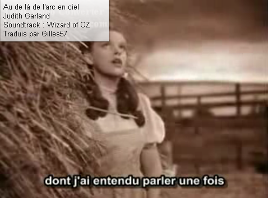 Au de là de l'arc en ciel
Judith Garland
Soundtrack : Wizard of OZ
Traduis par Gilles57
dont j'ai entendu parler une fois